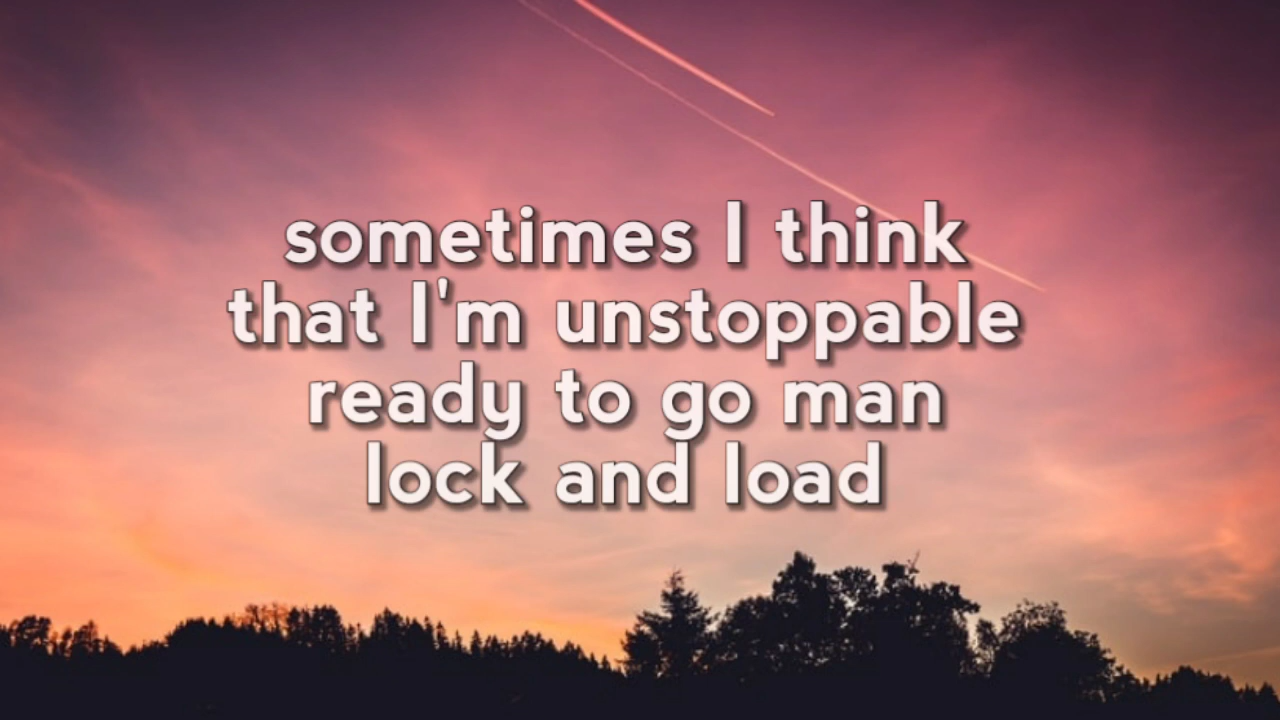 sometimes I think
that I'm unstoppable
ready to go man
lock and load